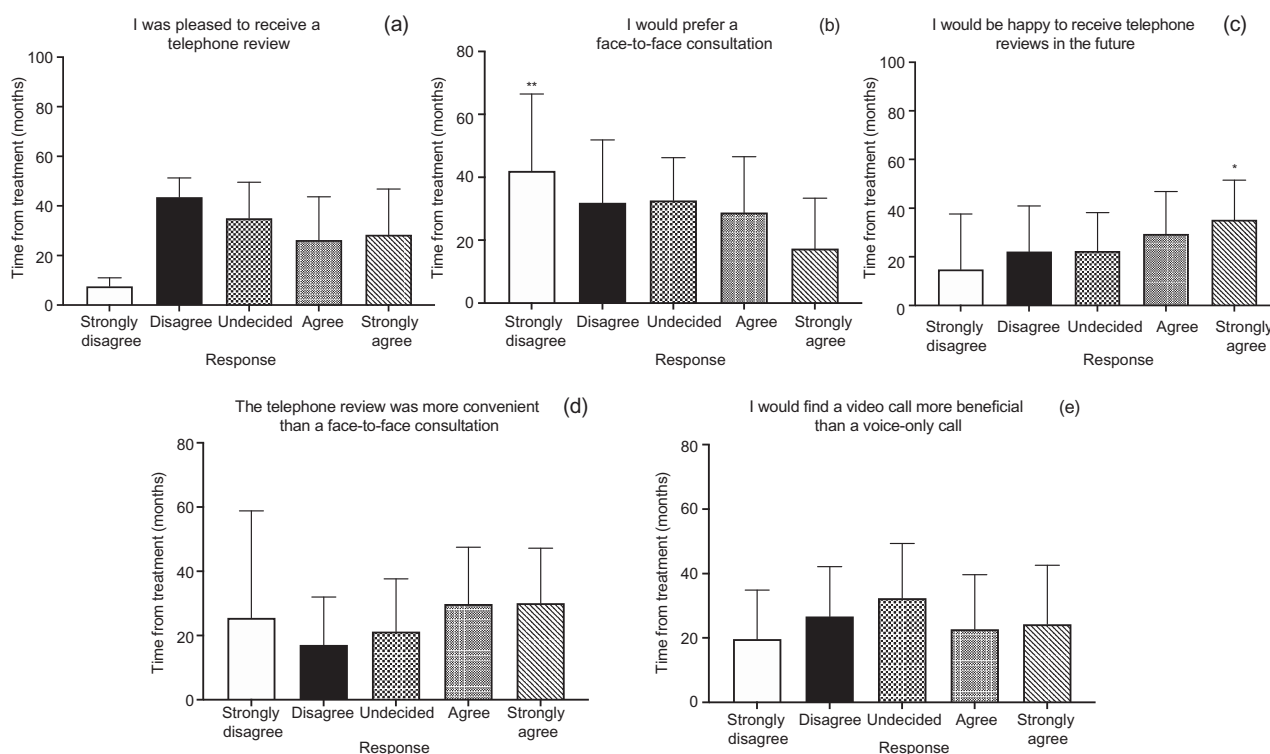 I was pleased to receive a
telephone review
(a)
Time from treatment (months)
100
80
60
40
20
0
Strongly
disagree
Disagree
Undecided
Agree
Strongly
agree
Response
I would prefer a
face-to-face consultation
(b)
Time from treatment (months)
80
60
40
20
0
**
Strongly
disagree
Disagree
Undecided
Agree
Strongly
agree
Response
I would be happy to receive telephone
reviews in the future
(c)
Time from treatment (months)
100
80
60
40
20
0
*
Strongly
disagree
Disagree
Undecided
Agree
Strongly
agree
Response
The telephone review was more convenient
than a face-to-face consultation
(d)
Time from treatment (months)
80
60
40
20
0
Strongly
disagree
Disagree
Undecided
Agree
Strongly
agree
Response
I would find a video call more beneficial
than a voice-only call
(e)
Time from treatment (months)
80
60
40
20
0
Strongly
disagree
Disagree
Undecided
Agree
Strongly
agree
Response